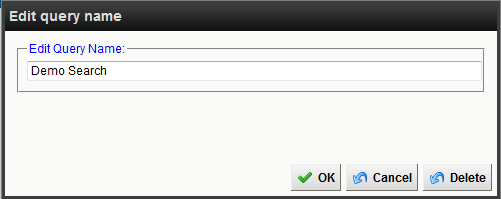 Edit query name
Edit Query Name:
Demo Search
OK Cancel Delete